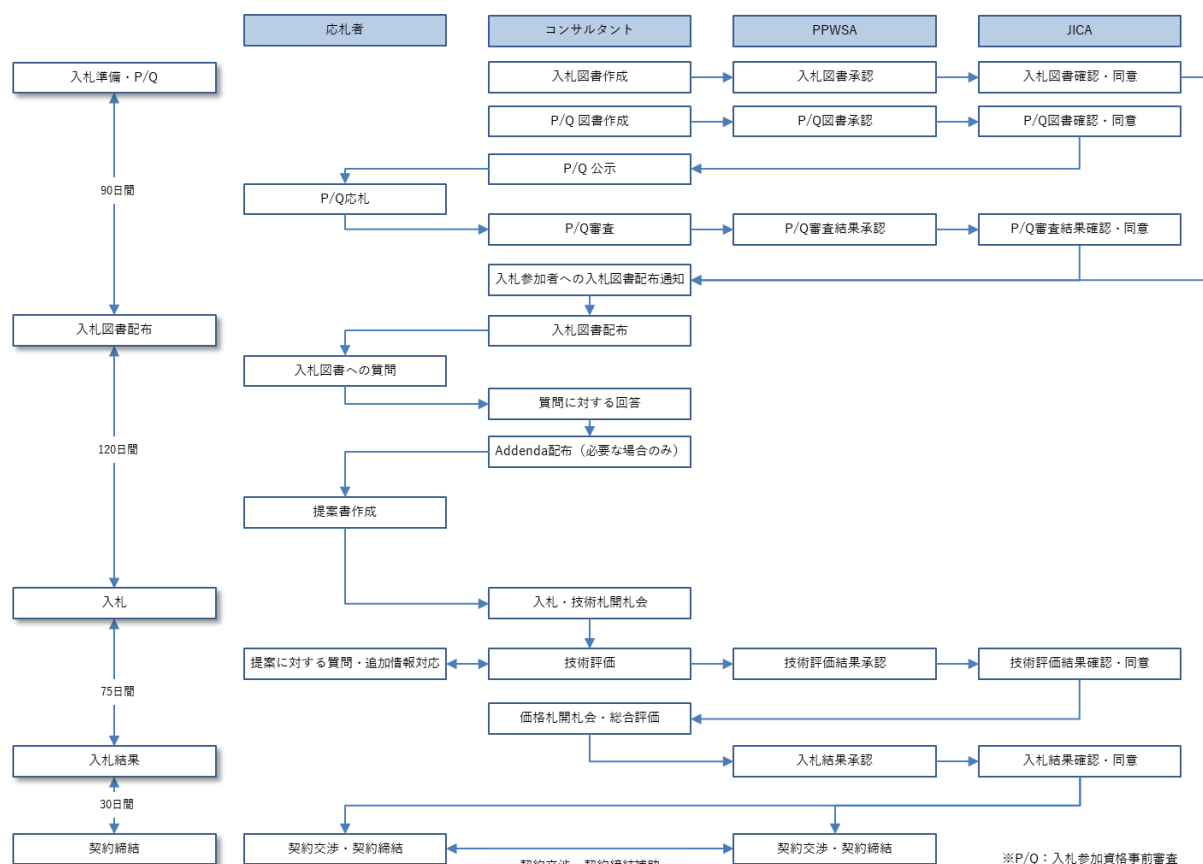 応札者 コンサルタント PPWSA JICA
入札準備・P/Q 入札図書作成 入札図書承認 入札図書確認・同意
P/Q 図書作成 P/Q図書承認 P/Q図書確認・同意
P/Q 公示
90日間
P/Q応札
P/Q審査 P/Q審査結果承認 P/Q審査結果確認・同意
入札参加者への入札図書配布通知
入札図書配布 入札図書配布
入札図書への質問
質問に対する回答
120日間 Addenda配布（必要な場合のみ）
提案書作成
入札 入札・技術札開札会
提案に対する質問・追加情報対応 技術評価 技術評価結果承認 技術評価結果確認・同意
75日間
価格札開札会・総合評価
入札結果 入札結果承認 入札結果確認・同意
30日間
契約締結 契約交渉・契約締結 契約交渉・契約締結
※P/Q：入札参加資格事前審査